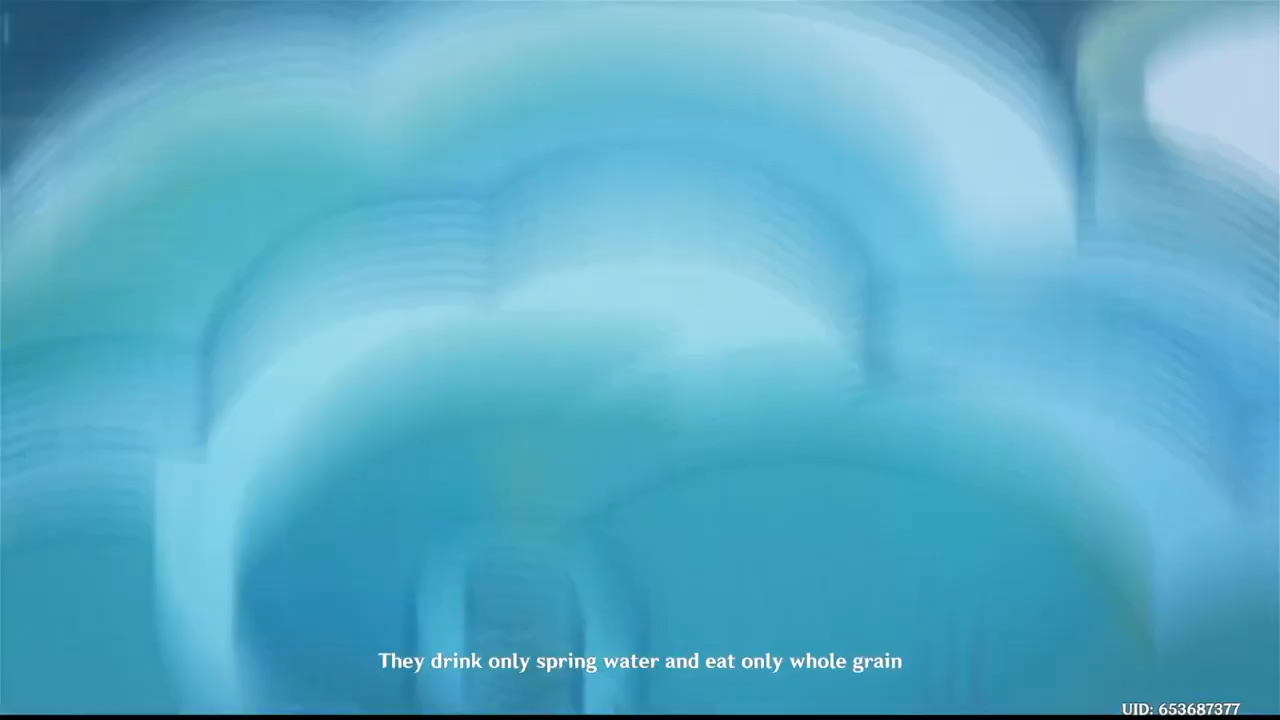 They drink only spring water and eat only whole grain
UID: 653687377